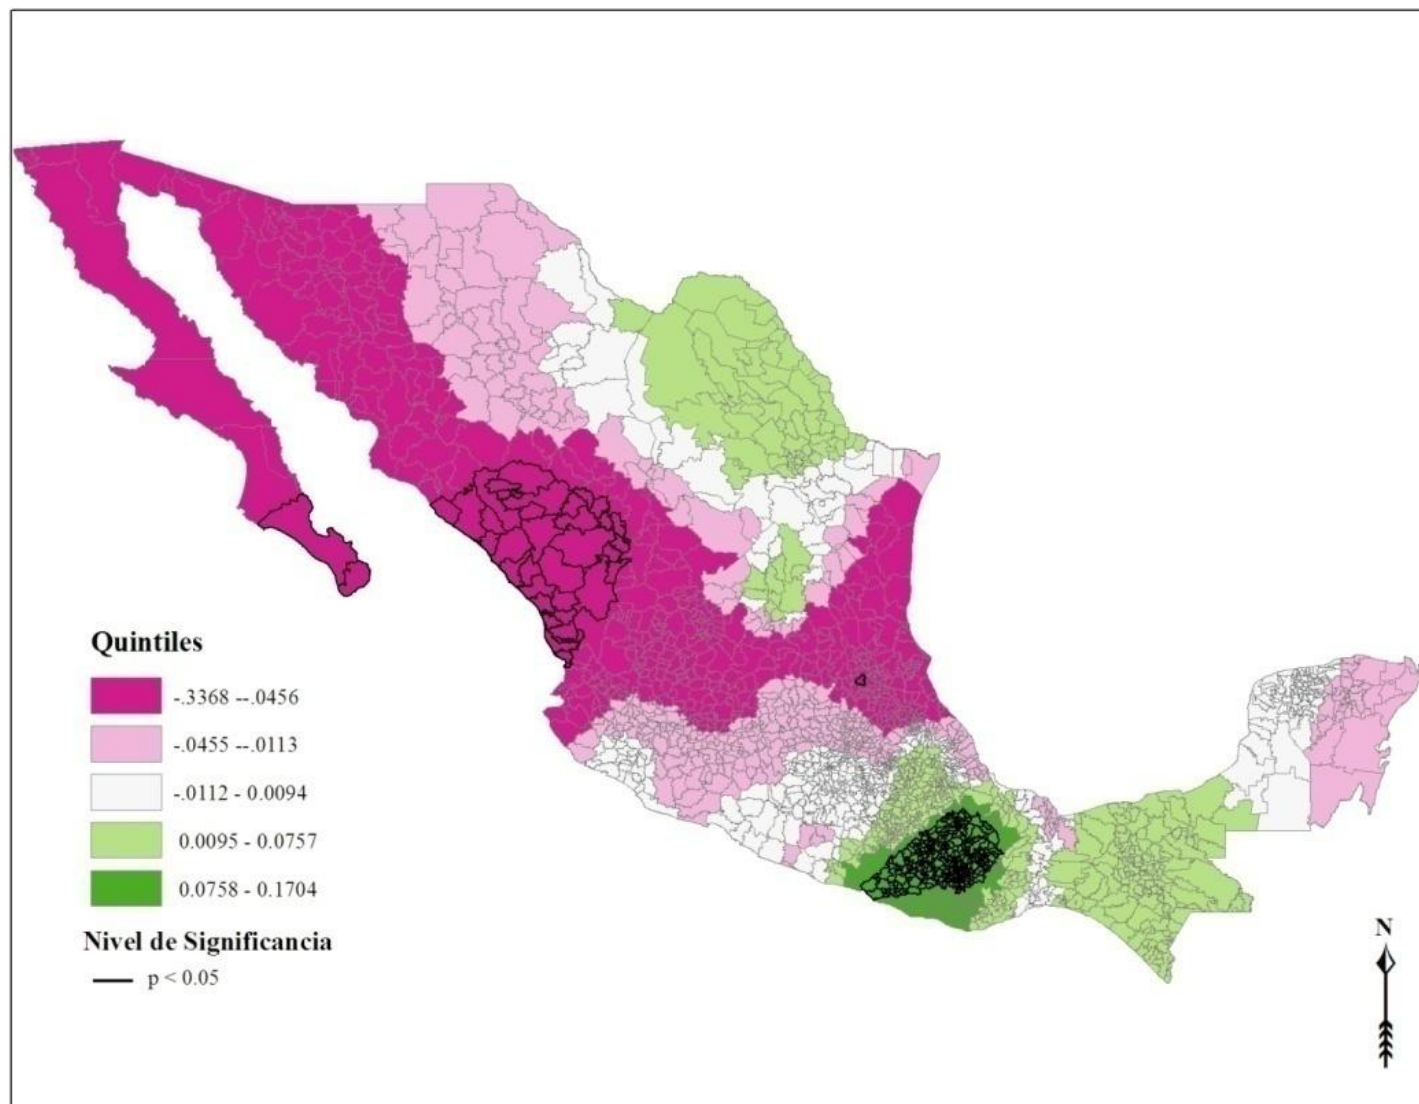 Quintiles
-.3368 --.0456
-.0455 --.0113
-.0112 - 0.0094
0.0095 - 0.0757
0.0758 - 0.1704
Nivel de Significancia
p < 0.05
N